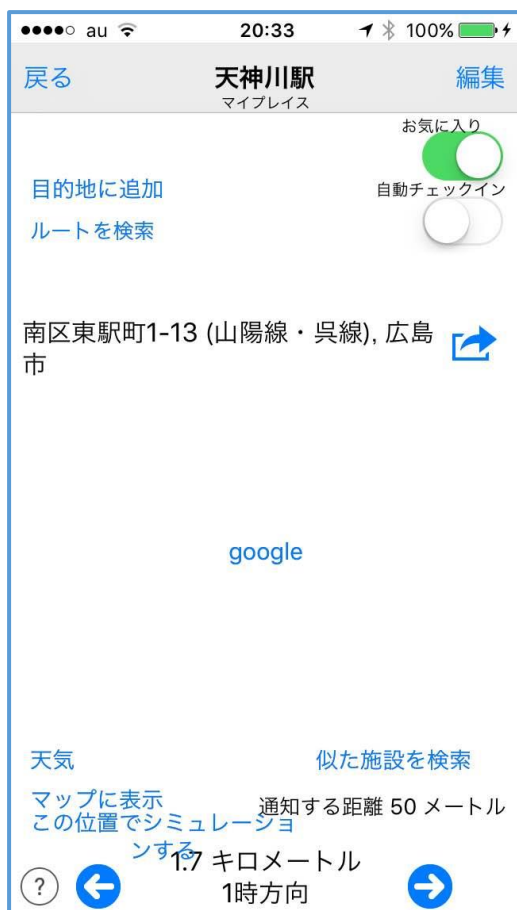 au 20:33 100%
戻る 天神川駅 編集
マイプレイス
お気に入り
目的地に追加 自動チェックイン
ルートを検索
南区東駅町1-13 (山陽線・呉線), 広島
市
google
天気 似た施設を検索
マップに表示 通知する距離 50 メートル
この位置でシミュレーショ
ンする
1.7 キロメートル
? 1時方向